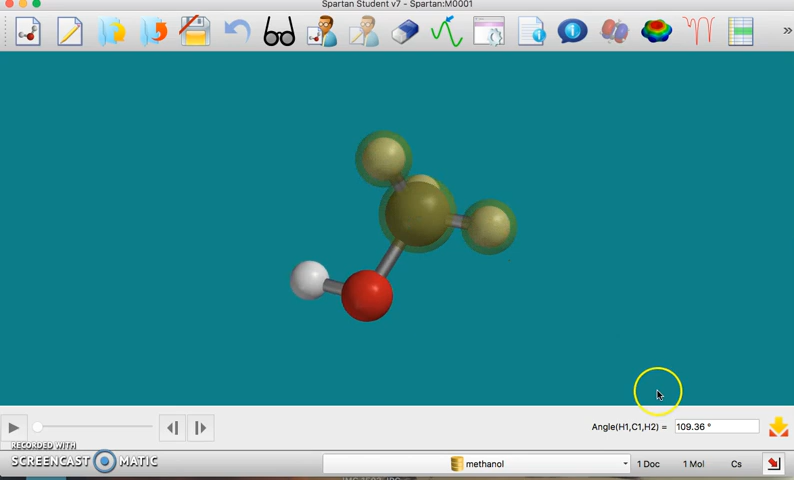 Spartan Student v7 - Spartan:M0001
»
Angle(H1,C1,H2) = 109.36 °
RECORDED WITH
SCREENCAST MATIC
methanol 1 Doc 1 Mol Cs